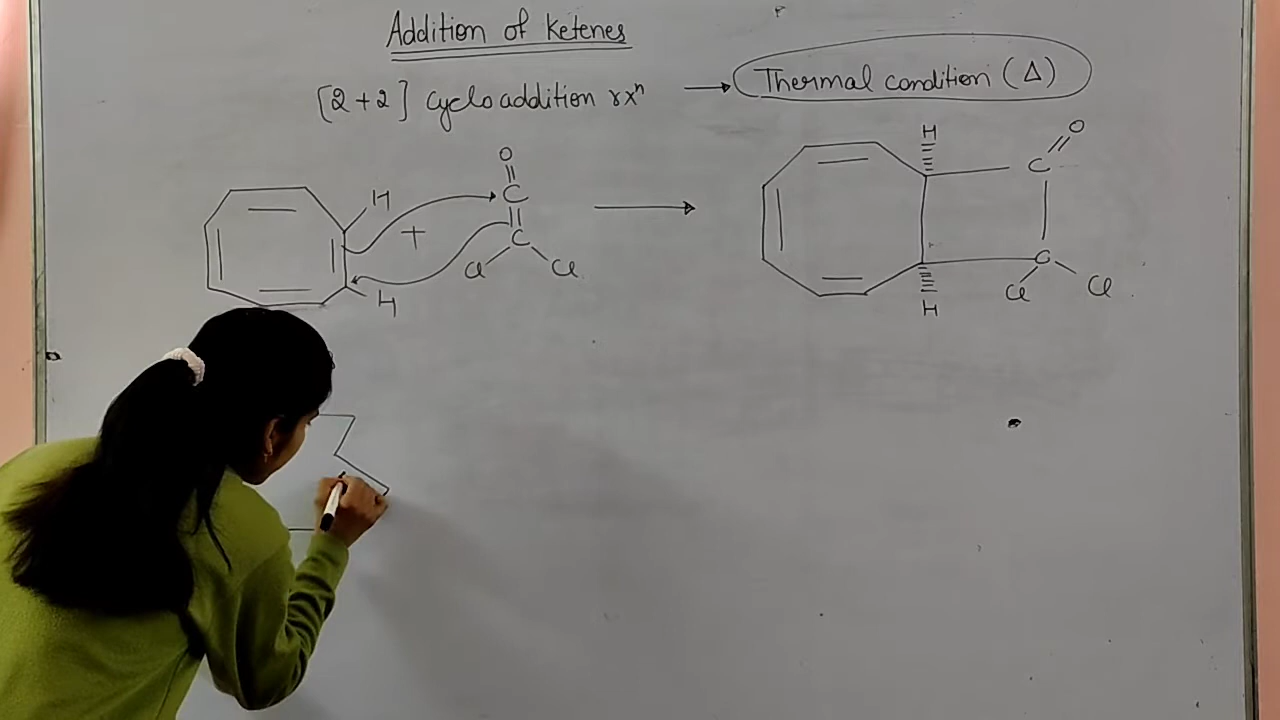 Addition of Ketenes
[2+2] cycloaddition rxⁿ → Thermal condition (Δ)
H
O
C
H
+
C
Cl
Cl
H
→
H
O
C
C
Cl
Cl
H